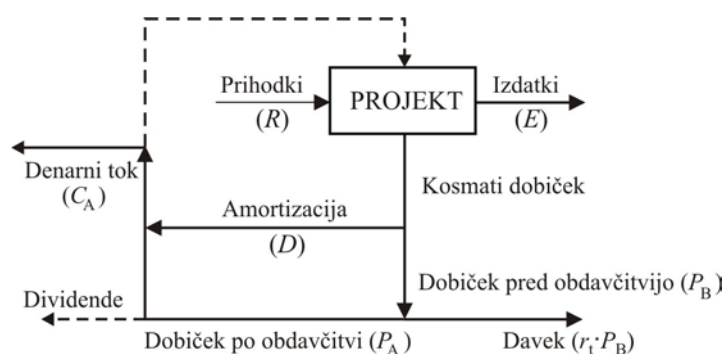 Prihodki
(R)
PROJEKT
Izdatki
(E)
Denarni tok
(C_A)
Kosmati dobiček
Amortizacija
(D)
Dobiček pred obdavčitvijo (P_B)
Dividende
Dobiček po obdavčitvi (P_A)
Davek (r_t·P_B)